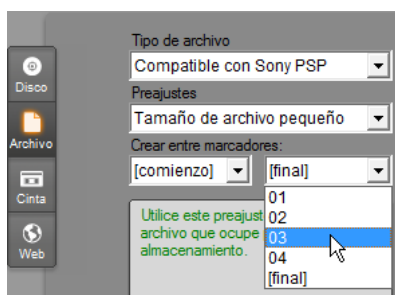 Tipo de archivo
Compatible con Sony PSP
Disco
Preajustes
Tamaño de archivo pequeño
Archivo
Crear entre marcadores:
[comienzo]
[final]
01
Cinta
02
Utilice este preajust
archivo que ocupe
03
almacenamiento.
04
Web
[final]